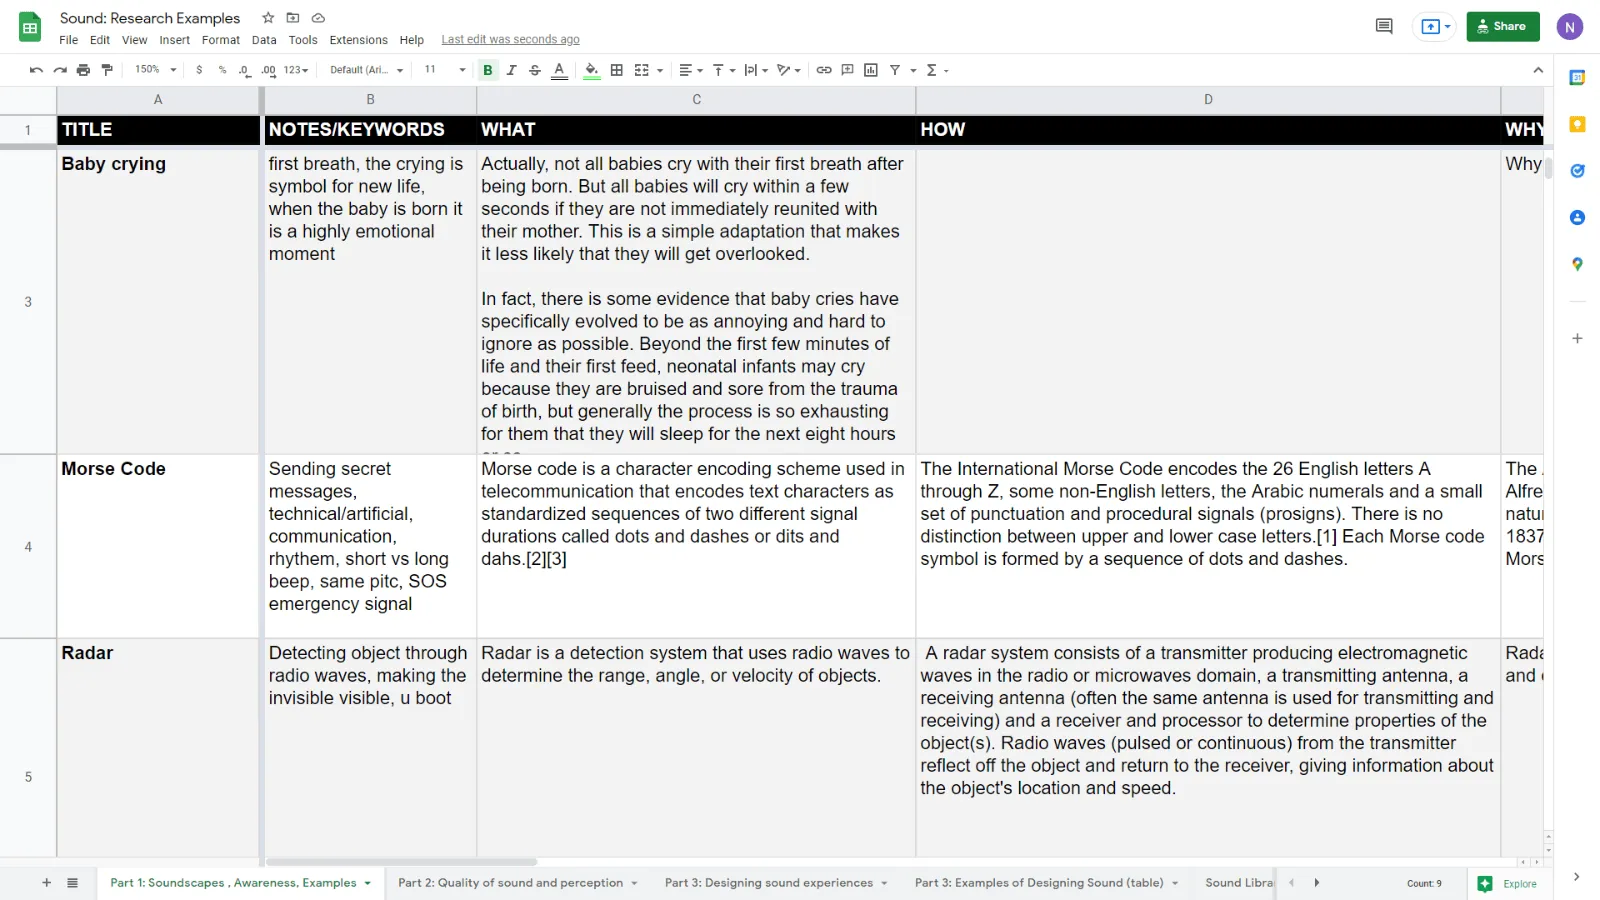 Sound: Research Examples
File Edit View Insert Format Data Tools Extensions Help Last edit was seconds ago
Share
N
150% $ % .0 .00 123 Default (Ari... 11 B I S A
A B C D
1 TITLE NOTES/KEYWORDS WHAT HOW WHY
3
Baby crying
first breath, the crying is
symbol for new life,
when the baby is born it
is a highly emotional
moment
Actually, not all babies cry with their first breath after
being born. But all babies will cry within a few
seconds if they are not immediately reunited with
their mother. This is a simple adaptation that makes
it less likely that they will get overlooked.
In fact, there is some evidence that baby cries have
specifically evolved to be as annoying and hard to
ignore as possible. Beyond the first few minutes of
life and their first feed, neonatal infants may cry
because they are bruised and sore from the trauma
of birth, but generally the process is so exhausting
for them that they will sleep for the next eight hours
Why
4
Morse Code
Sending secret
messages,
technical/artificial,
communication,
rhythem, short vs long
beep, same pitc, SOS
emergency signal
Morse code is a character encoding scheme used in
telecommunication that encodes text characters as
standardized sequences of two different signal
durations called dots and dashes or dits and
dahs.[2][3]
The International Morse Code encodes the 26 English letters A
through Z, some non-English letters, the Arabic numerals and a small
set of punctuation and procedural signals (prosigns). There is no
distinction between upper and lower case letters.[1] Each Morse code
symbol is formed by a sequence of dots and dashes.
The
Alfre
natu
1837
Mors
5
Radar
Detecting object through
radio waves, making the
invisible visible, u boot
Radar is a detection system that uses radio waves to
determine the range, angle, or velocity of objects.
A radar system consists of a transmitter producing electromagnetic
waves in the radio or microwaves domain, a transmitting antenna, a
receiving antenna (often the same antenna is used for transmitting and
receiving) and a receiver and processor to determine properties of the
object(s). Radio waves (pulsed or continuous) from the transmitter
reflect off the object and return to the receiver, giving information about
the object's location and speed.
Rada
and
Part 1: Soundscapes , Awareness, Examples Part 2: Quality of sound and perception Part 3: Designing sound experiences Part 3: Examples of Designing Sound (table) Sound Libra Count: 9 Explore